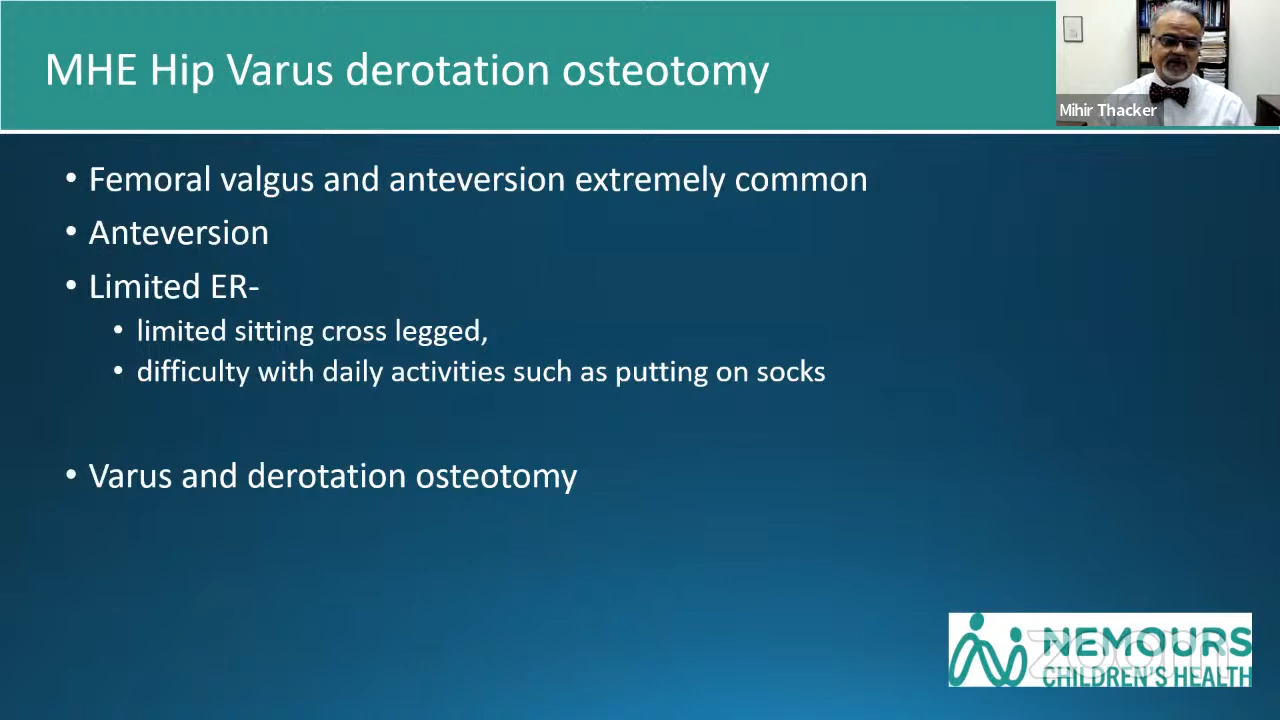 MHE Hip Varus derotation osteotomy
Mihir Thacker
• Femoral valgus and anteversion extremely common
• Anteversion
• Limited ER-
• limited sitting cross legged,
• difficulty with daily activities such as putting on socks
• Varus and derotation osteotomy
NEMOURS
zoom
CHILDREN'S HEALTH